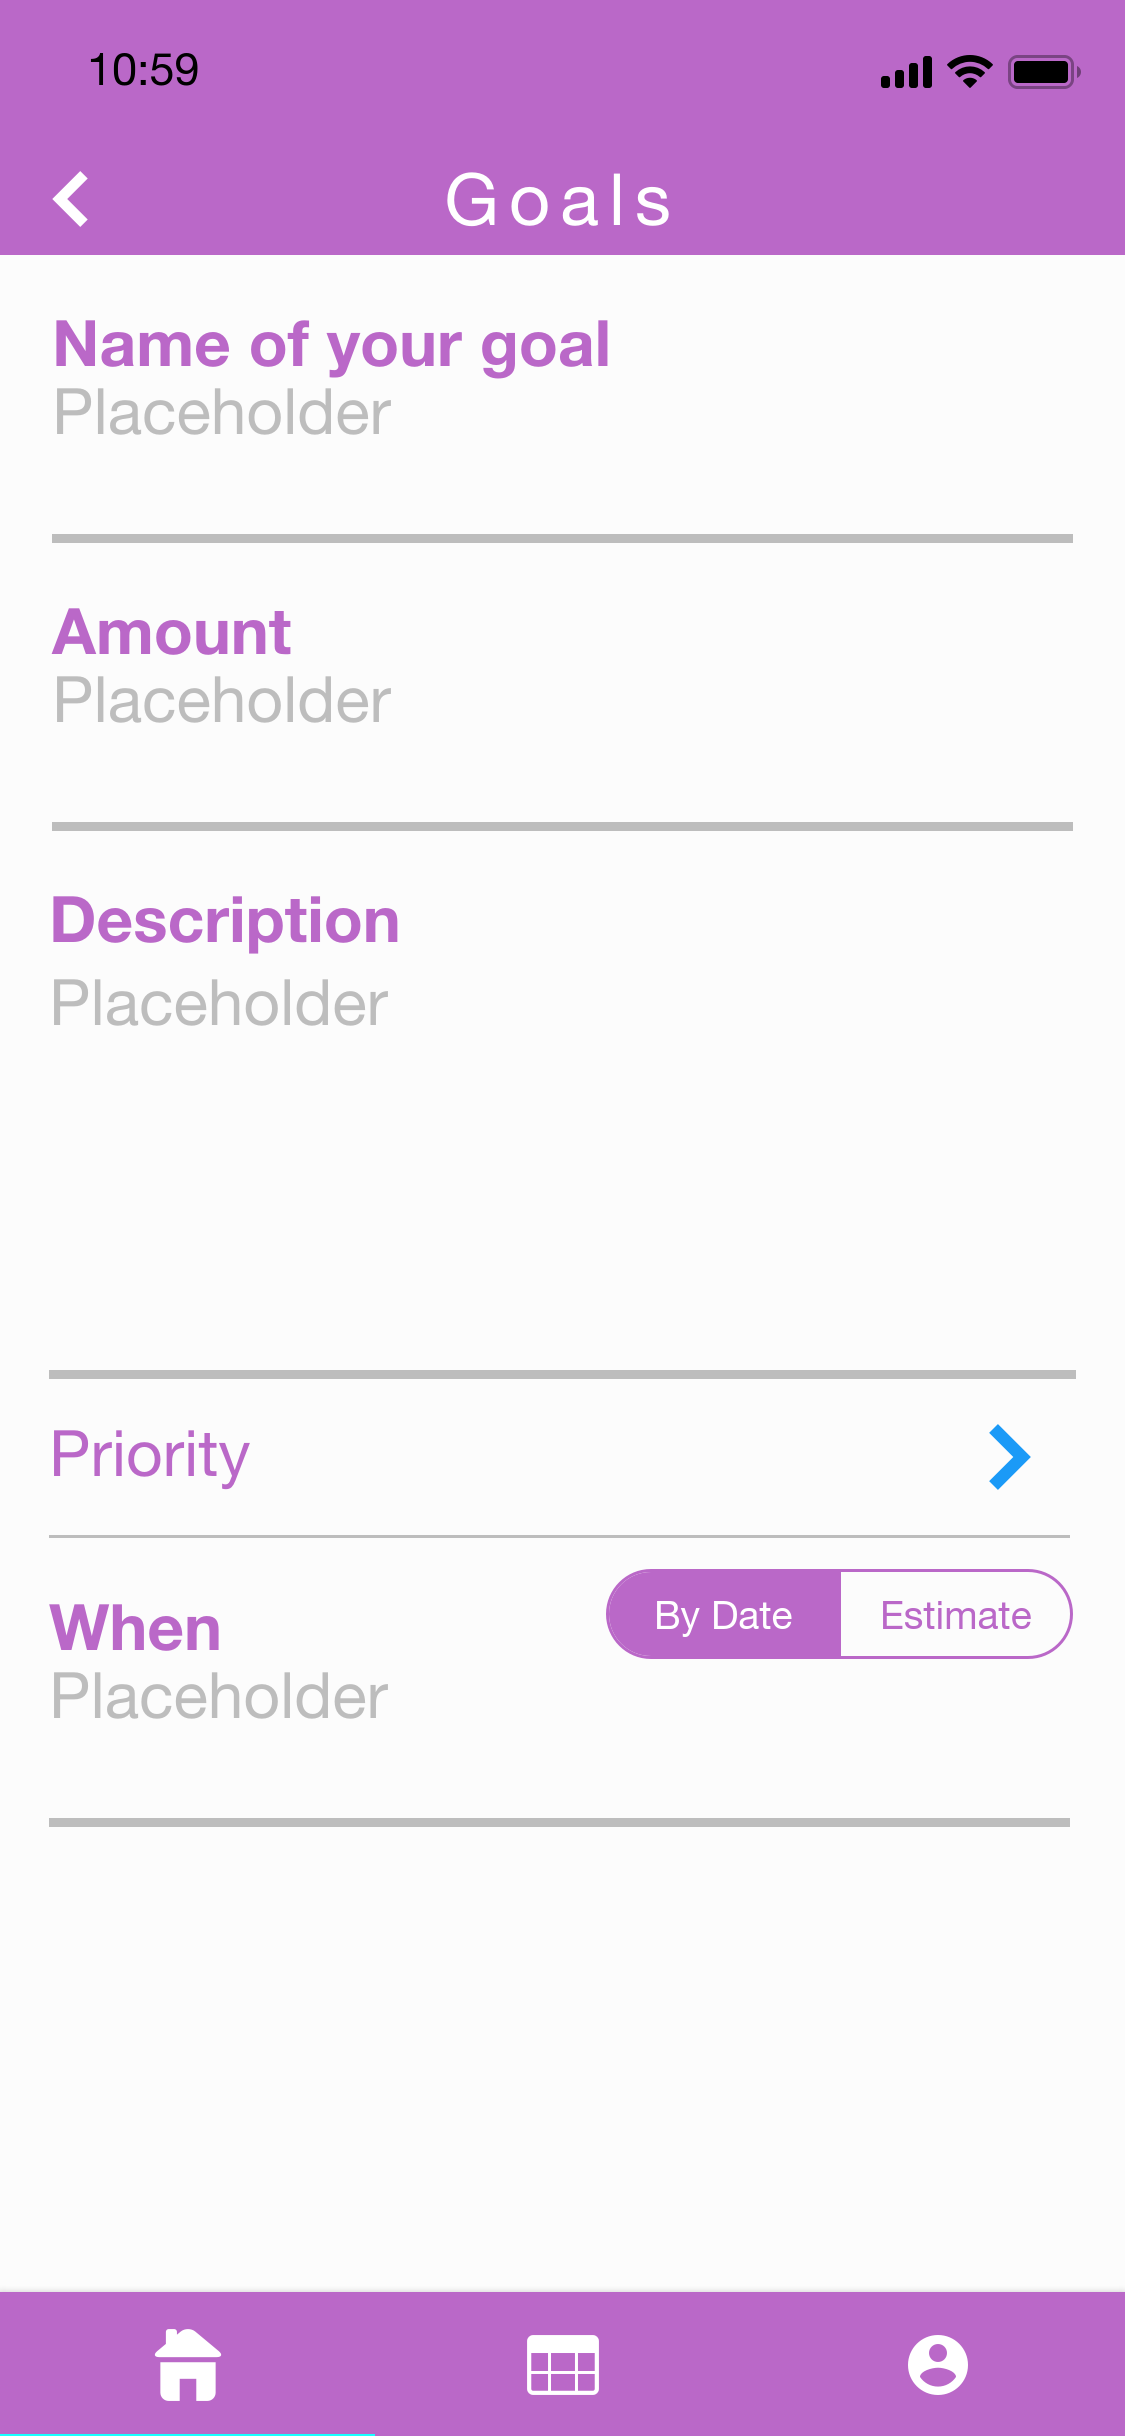 10:59
Goals
Name of your goal
Placeholder
Amount
Placeholder
Description
Placeholder
Priority
When
By Date
Estimate
Placeholder